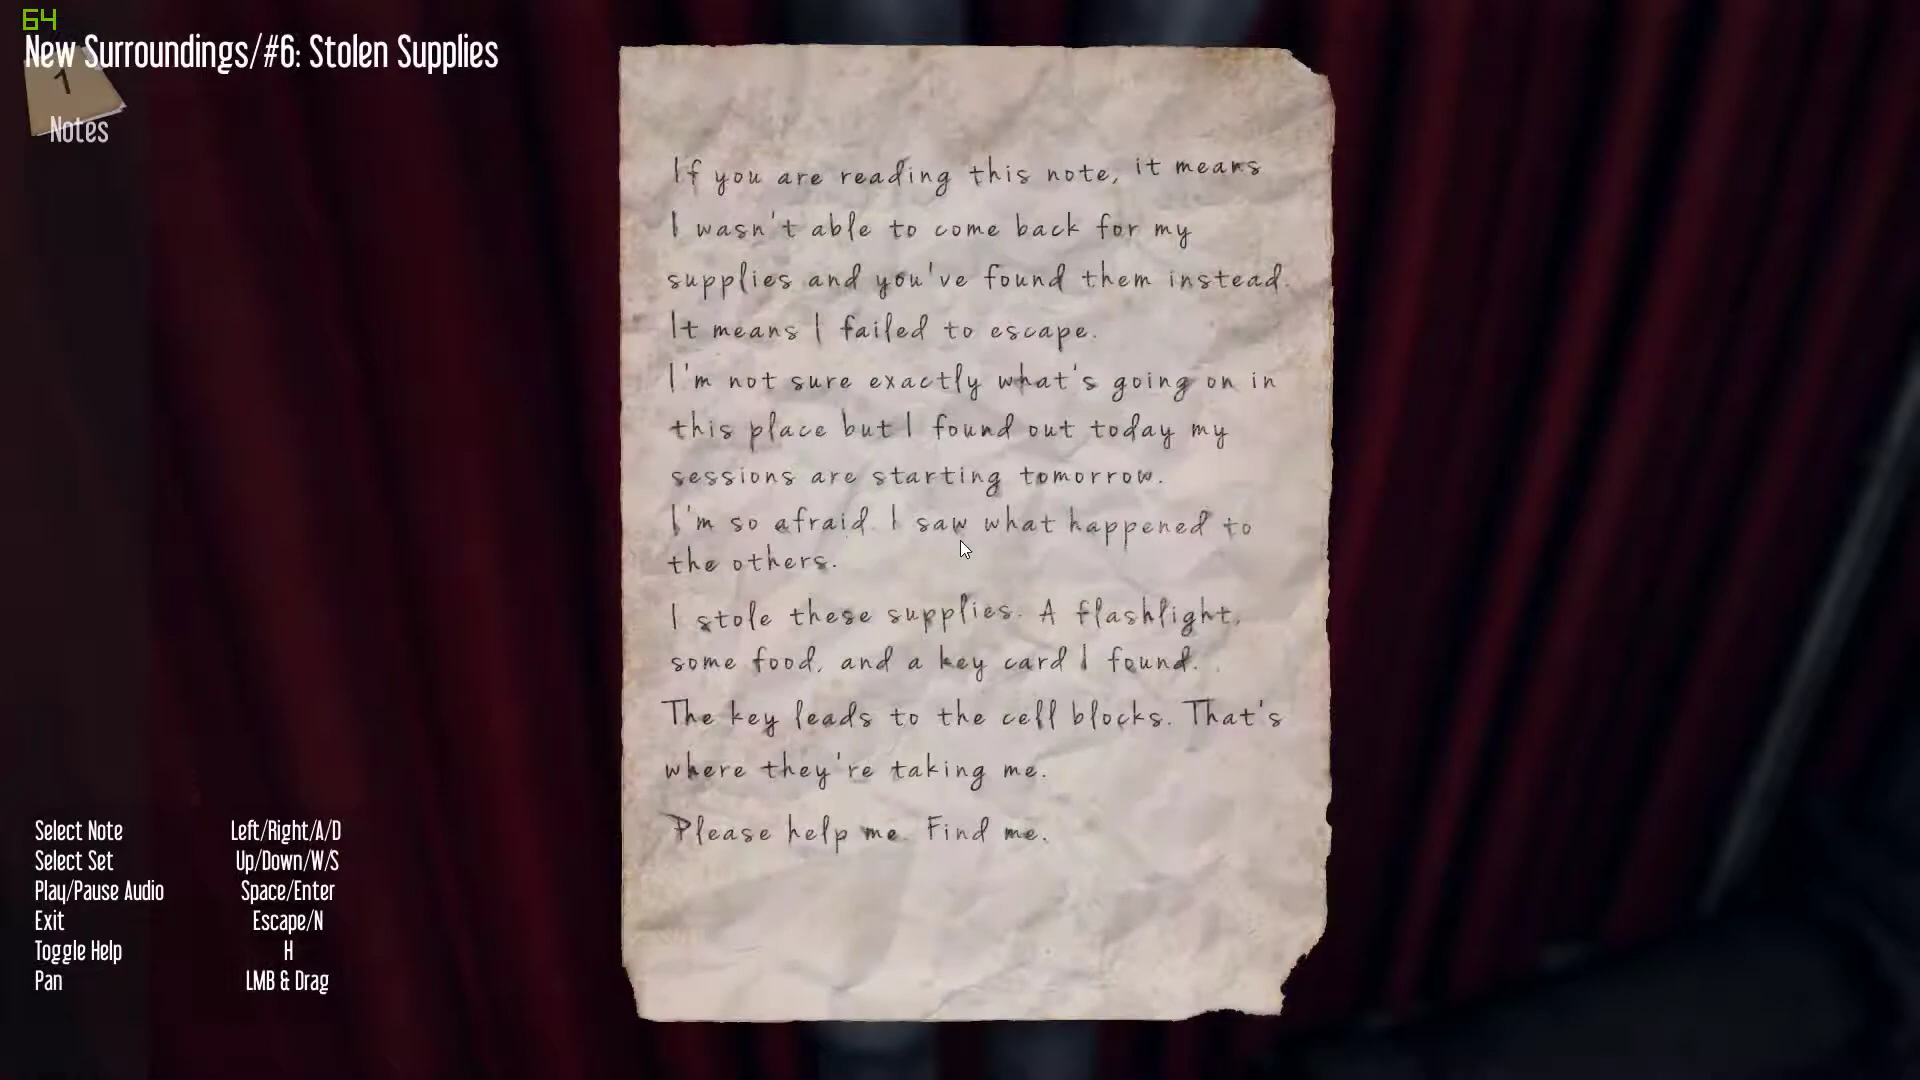 64
New Surroundings/#6: Stolen Supplies
1
Notes
If you are reading this note, it means
I wasn't able to come back for my
supplies and you've found them instead.
It means I failed to escape.
I'm not sure exactly what's going on in
this place but I found out today my
sessions are starting tomorrow.
I'm so afraid. I saw what happened to
the others.
I stole these supplies. A flashlight,
some food, and a key card I found.
The key leads to the cell blocks. That's
where they're taking me.
Please help me. Find me.
Select Note Left/Right/A/D
Select Set Up/Down/W/S
Play/Pause Audio Space/Enter
Exit Escape/N
Toggle Help H
Pan LMB & Drag